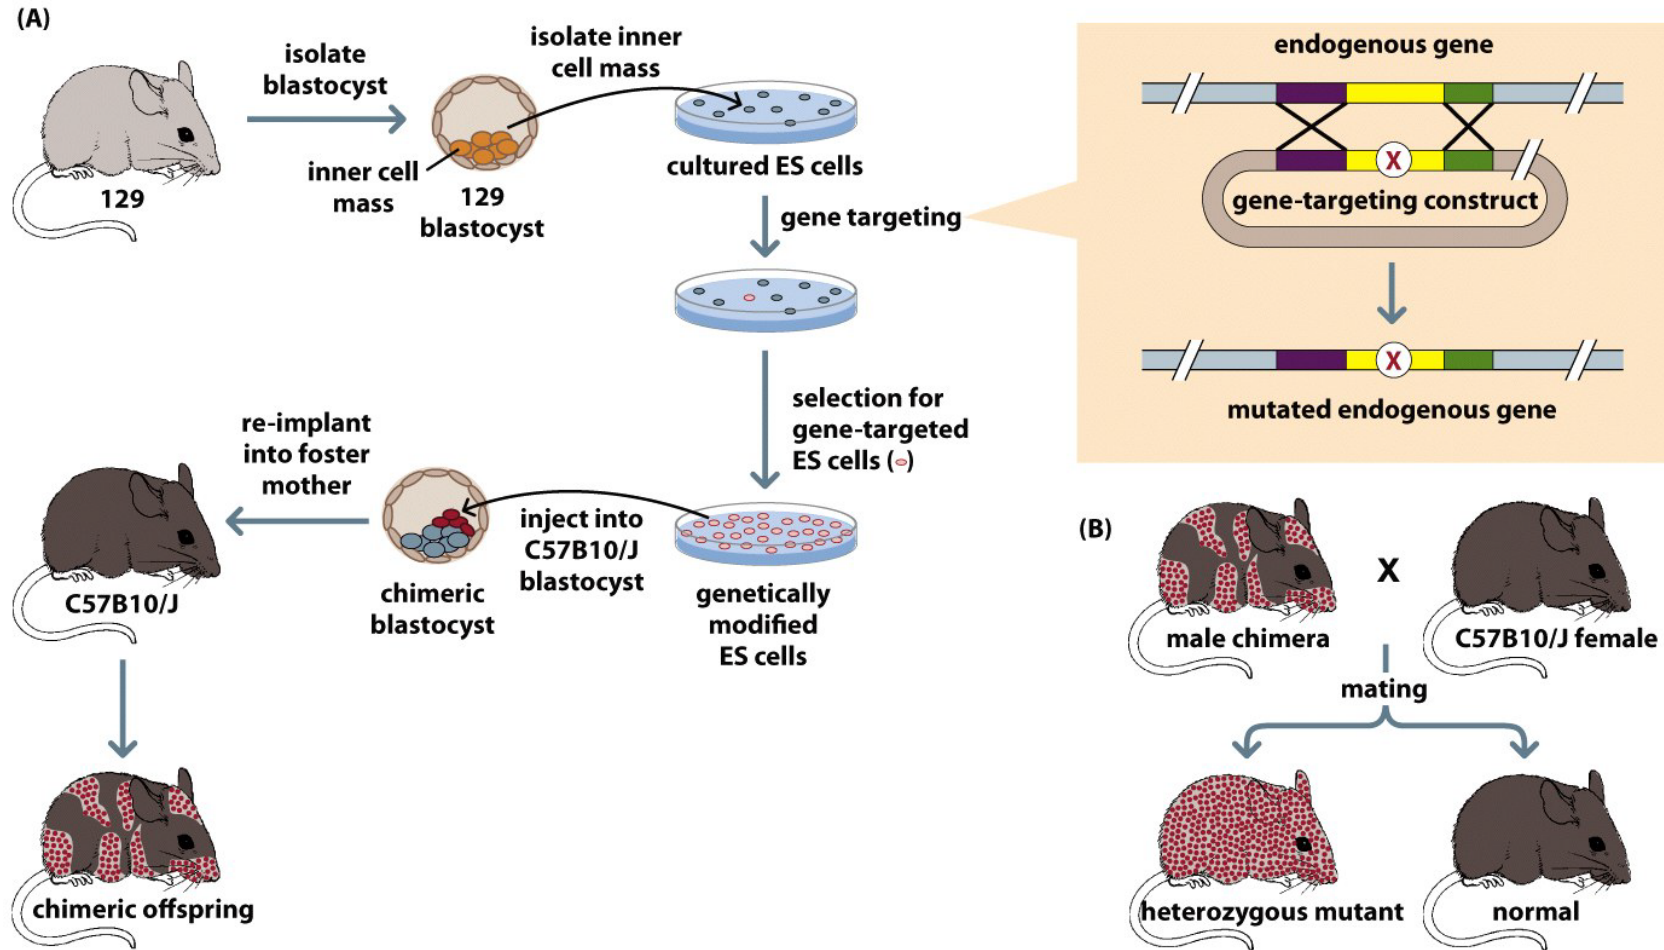 (A)
isolate
blastocyst
isolate inner
cell mass
129
inner cell
mass
129
blastocyst
cultured ES cells
gene targeting
endogenous gene
X
gene-targeting construct
X
mutated endogenous gene
selection for
gene-targeted
ES cells ( )
re-implant
into foster
mother
C57B10/J
chimeric
blastocyst
inject into
C57B10/J
blastocyst
genetically
modified
ES cells
chimeric offspring
(B)
male chimera
X
C57B10/J female
mating
heterozygous mutant
normal